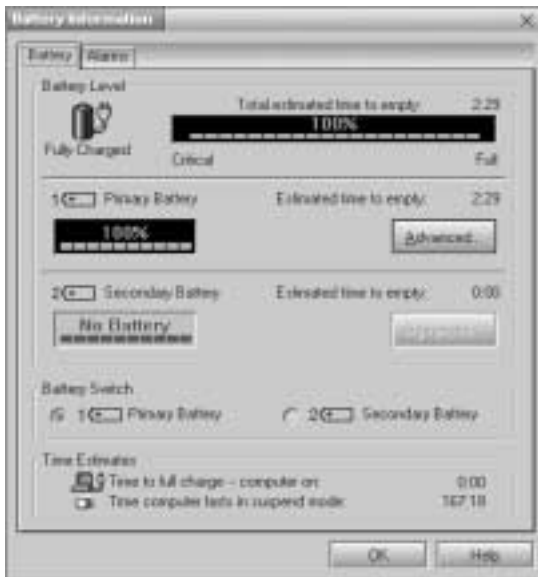 Battery Information
Battery Alarms
Battery Level
Total estimated time to empty: 2:29
100%
Fully Charged
Critical Full
1 Primary Battery Estimated time to empty: 2:29
100%
Advanced...
2 Secondary Battery Estimated time to empty: 0:00
No Battery
Battery Switch
1 Primary Battery 2 Secondary Battery
Time Estimates
Time to full charge - computer on: 0:00
Time computer lasts in suspend mode: 167:18
OK Help